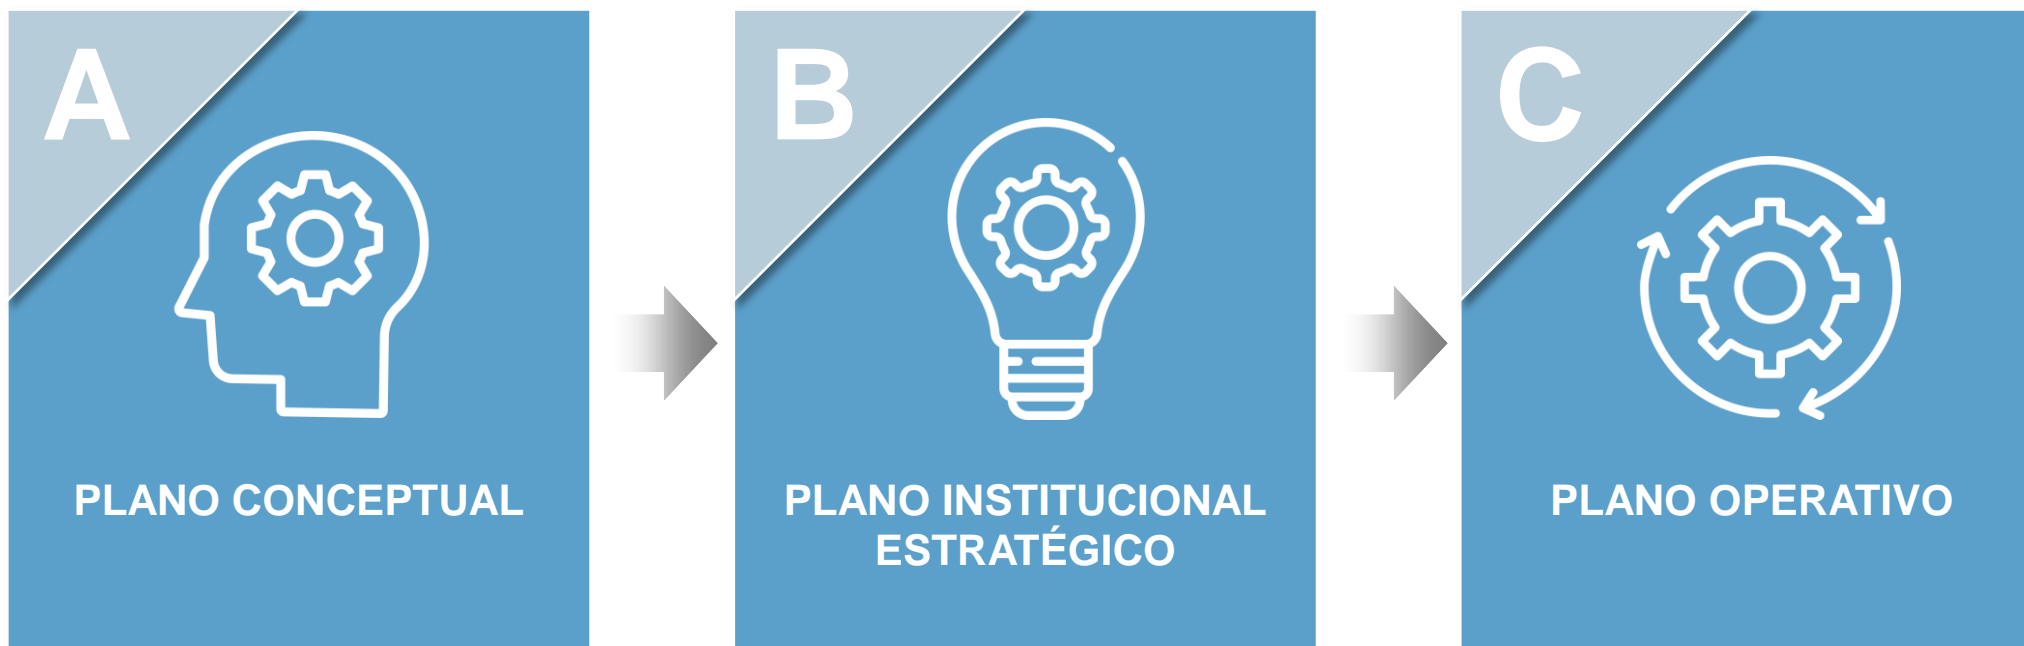 A
PLANO CONCEPTUAL
B
PLANO INSTITUCIONAL
ESTRATÉGICO
C
PLANO OPERATIVO